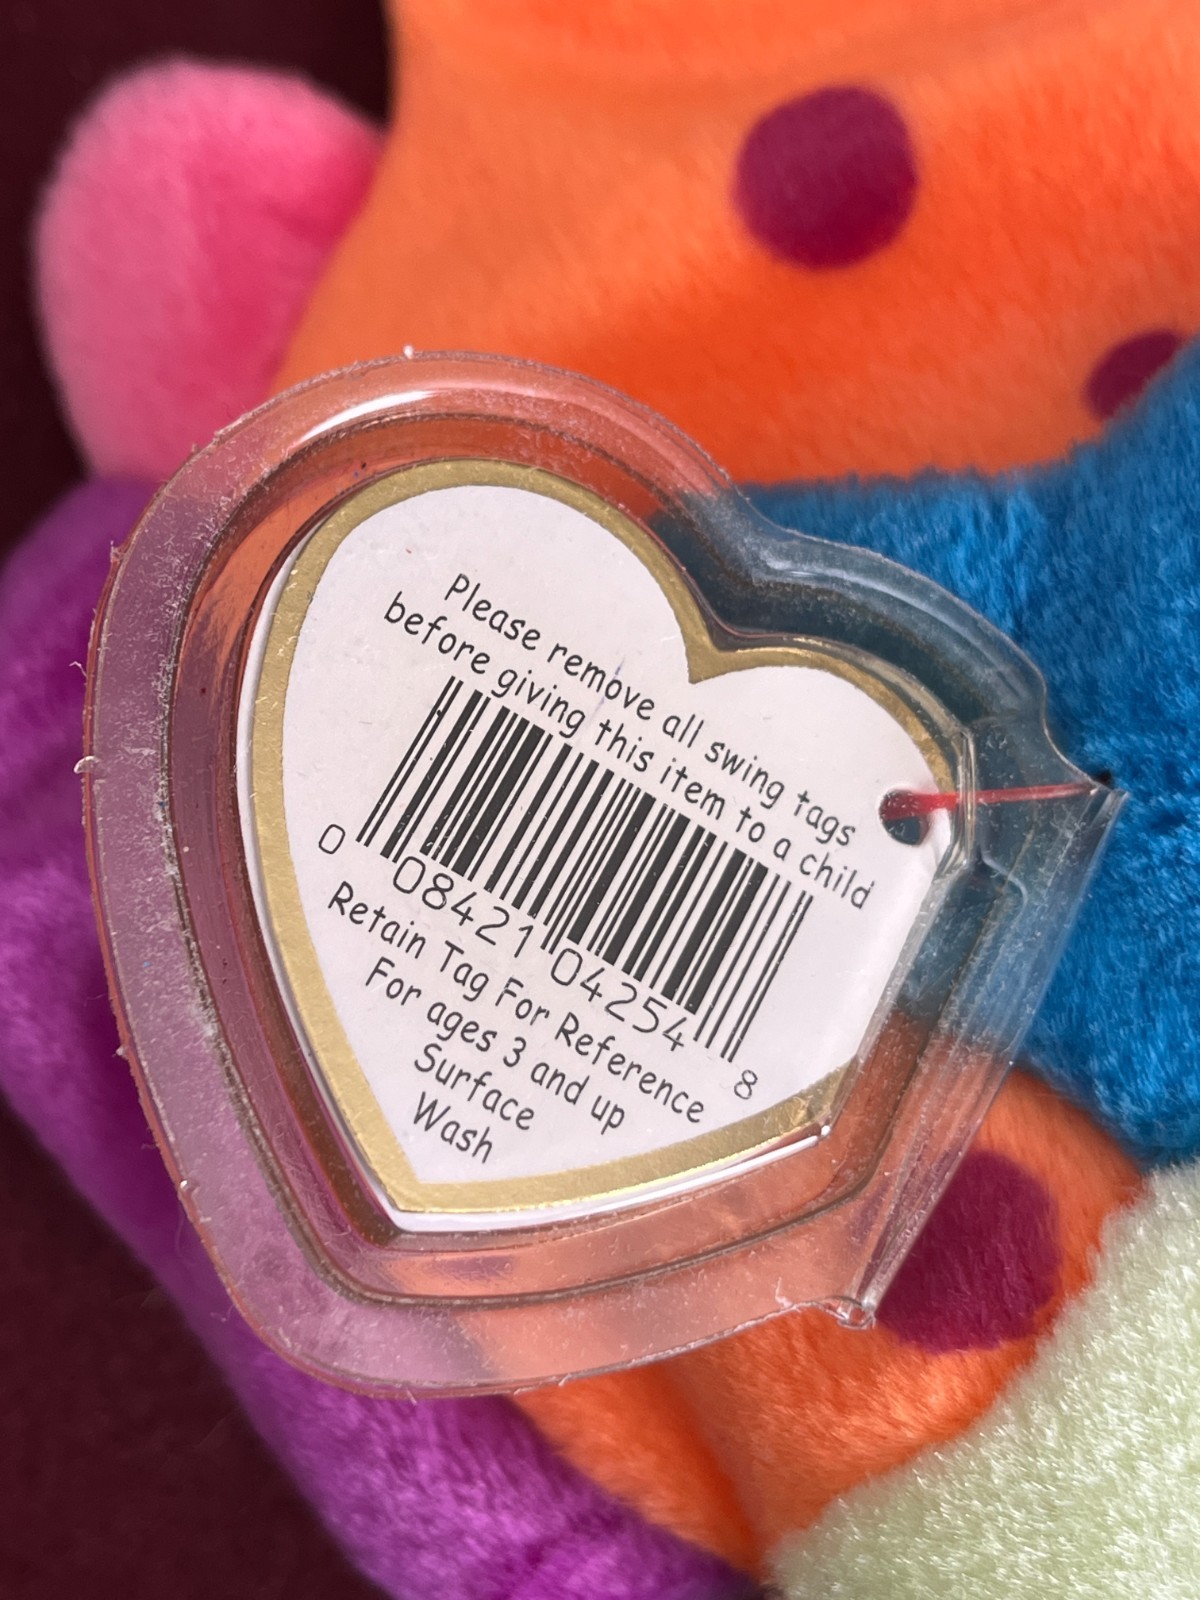 Please remove all swing tags
before giving this item to a child
0 08421 04254 8
Retain Tag For Reference
For ages 3 and up
Surface
Wash